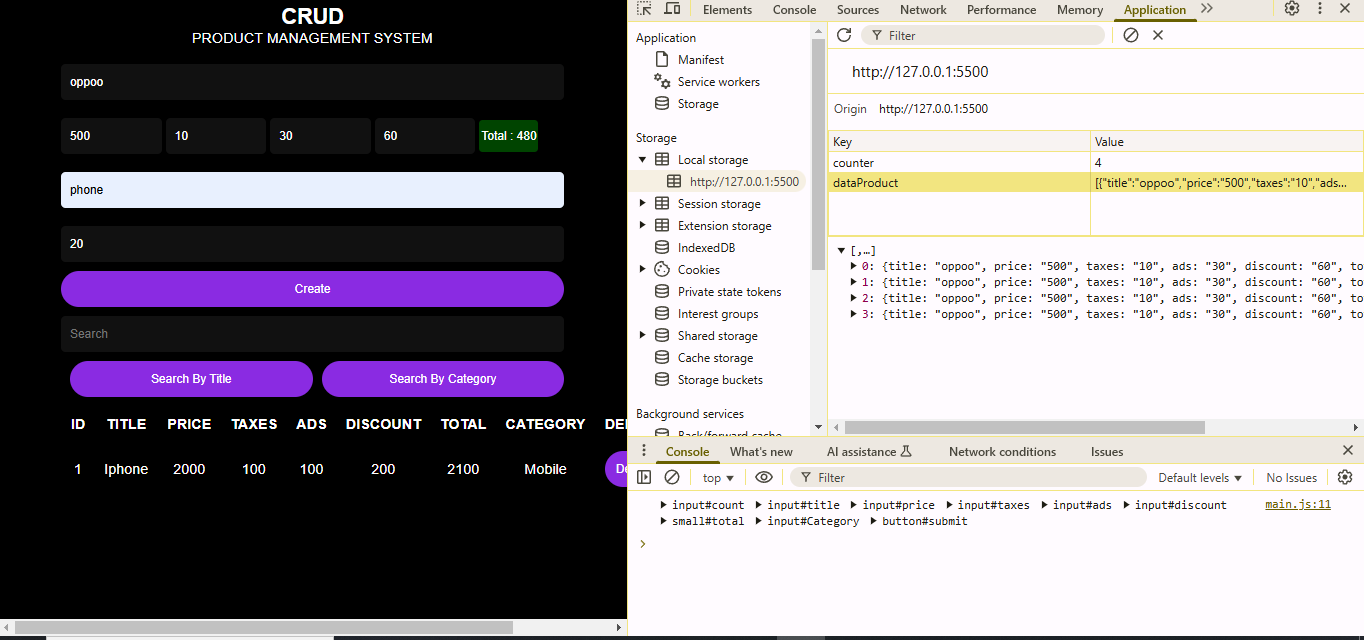 CRUD
PRODUCT MANAGEMENT SYSTEM
oppoo
500 10 30 60 Total : 480
phone
20
Create
Search
Search By Title Search By Category
ID TITLE PRICE TAXES ADS DISCOUNT TOTAL CATEGORY DE
1 Iphone 2000 100 100 200 2100 Mobile De
Elements Console Sources Network Performance Memory Application
Application
Manifest
Service workers
Storage
Storage
Local storage
http://127.0.0.1:5500
Session storage
Extension storage
IndexedDB
Cookies
Private state tokens
Interest groups
Shared storage
Cache storage
Storage buckets
Background services
Back/forward cache
Filter
http://127.0.0.1:5500
Origin http://127.0.0.1:5500
Key Value
counter 4
dataProduct [{"title":"oppoo","price":"500","taxes":"10","ads...
[,…]
0: {title: "oppoo", price: "500", taxes: "10", ads: "30", discount: "60", to
1: {title: "oppoo", price: "500", taxes: "10", ads: "30", discount: "60", to
2: {title: "oppoo", price: "500", taxes: "10", ads: "30", discount: "60", to
3: {title: "oppoo", price: "500", taxes: "10", ads: "30", discount: "60", to
Console What's new AI assistance Network conditions Issues
top Filter Default levels No Issues
input#count input#title input#price input#taxes input#ads input#discount main.js:11
small#total input#Category button#submit